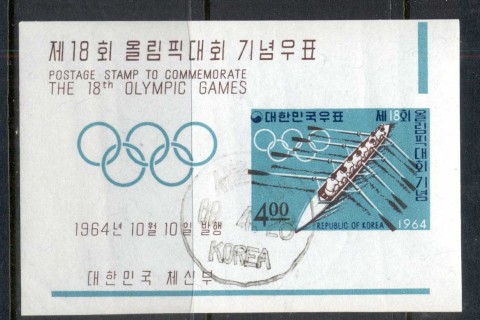 제18회 올림픽대회 기념우표
POSTAGE STAMP TO COMMEMORATE
THE 18th OLYMPIC GAMES
대한민국우표
제18회
올림픽대회기념
4.00
REPUBLIC OF KOREA
1964
1964년 10월 10일 발행
KOREA
대한민국 체신부